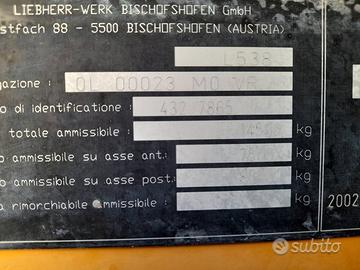 LIEBHERR-WERK BISCHOFSHOFEN GmbH
stfach 88 - 5500 BISCHOFSHOFEN (AUSTRIA)
L538
gazione : OL 00023 MO VR
o di identificazione : 432 7865
totale ammissibile : kg
o ammissibile su asse ant.: kg
o ammissibile su asse post.: kg
a rimorchiabile ammissibile : kg
2002
subito